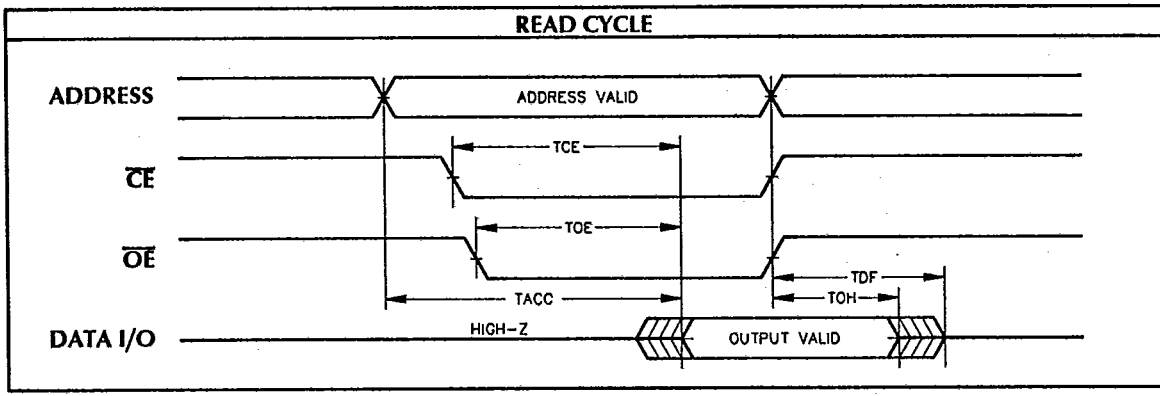 READ CYCLE
ADDRESS
ADDRESS VALID
TCE
CE
TOE
OE
TDF
TACC
TOH
HIGH-Z
DATA I/O
OUTPUT VALID